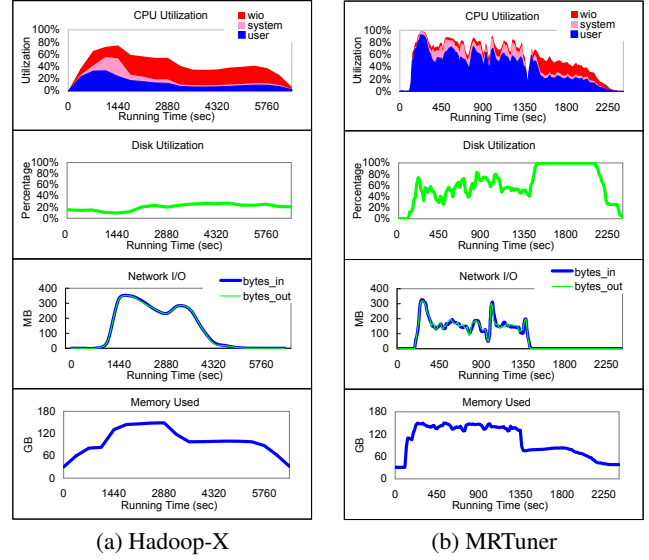 CPU Utilization
wio
system
user
Utilization
100%
80%
60%
40%
20%
0%
0 1440 2880 4320 5760
Running Time (sec)
Disk Utilization
Percentage
100%
80%
60%
40%
20%
0%
0 1440 2880 4320 5760
Running Time (sec)
Network I/O
bytes_in
bytes_out
MB
400
300
200
100
0
0 1440 2880 4320 5760
Running Time (sec)
Memory Used
GB
180
120
60
0
0 1440 2880 4320 5760
Running Time (sec)
(a) Hadoop-X
CPU Utilization
wio
system
user
Utilization
100%
80%
60%
40%
20%
0%
0 450 900 1350 1800 2250
Running Time (sec)
Disk Utilization
Percentage
100%
80%
60%
40%
20%
0%
0 450 900 1350 1800 2250
Running Time (sec)
Network I/O
bytes_in
bytes_out
MB
400
300
200
100
0
0 450 900 1350 1800 2250
Running Time (sec)
Memory Used
GB
180
120
60
0
0 450 900 1350 1800 2250
Running Time (sec)
(b) MRTuner